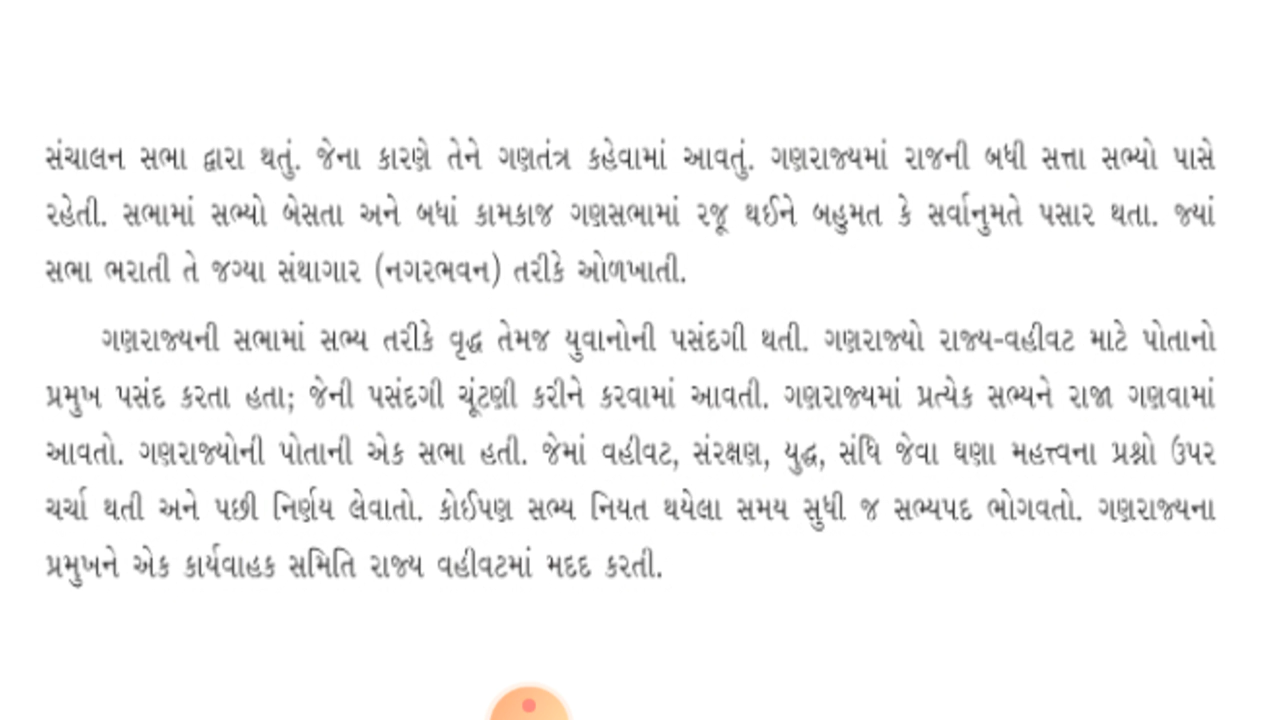 સંચાલન સભા દ્વારા થતું. જેના કારણે તેને ગણતંત્ર કહેવામાં આવતું. ગણરાજ્યમાં રાજની બધી સત્તા સભ્યો પાસે
રહેતી. સભામાં સભ્યો બેસતા અને બધાં કામકાજ ગણસભામાં રજૂ થઈને બહુમત કે સર્વાનુમતે પસાર થતા. જ્યાં
સભા ભરાતી તે જગ્યા સંથાગાર (નગરભવન) તરીકે ઓળખાતી.
ગણરાજ્યની સભામાં સભ્ય તરીકે વૃદ્ધ તેમજ યુવાનોની પસંદગી થતી. ગણરાજ્યો રાજ્ય-વહીવટ માટે પોતાનો
પ્રમુખ પસંદ કરતા હતા; જેની પસંદગી ચૂંટણી કરીને કરવામાં આવતી. ગણરાજ્યમાં પ્રત્યેક સભ્યને રાજા ગણવામાં
આવતો. ગણરાજ્યોની પોતાની એક સભા હતી. જેમાં વહીવટ, સંરક્ષણ, યુદ્ધ, સંધિ જેવા ઘણા મહત્ત્વના પ્રશ્નો ઉપર
ચર્ચા થતી અને પછી નિર્ણય લેવાતો. કોઈપણ સભ્ય નિયત થયેલા સમય સુધી જ સભ્યપદ ભોગવતો. ગણરાજ્યના
પ્રમુખને એક કાર્યવાહક સમિતિ રાજ્ય વહીવટમાં મદદ કરતી.